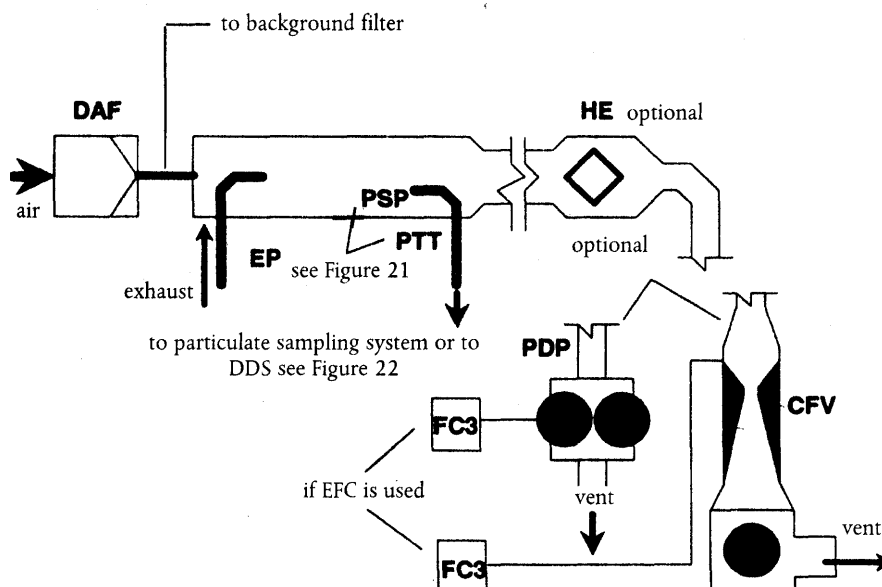 to background filter
DAF
HE optional
air
PSP
PTT
EP
see Figure 21
optional
exhaust
to particulate sampling system or to
DDS see Figure 22
PDP
CFV
FC3
if EFC is used
vent
vent
FC3